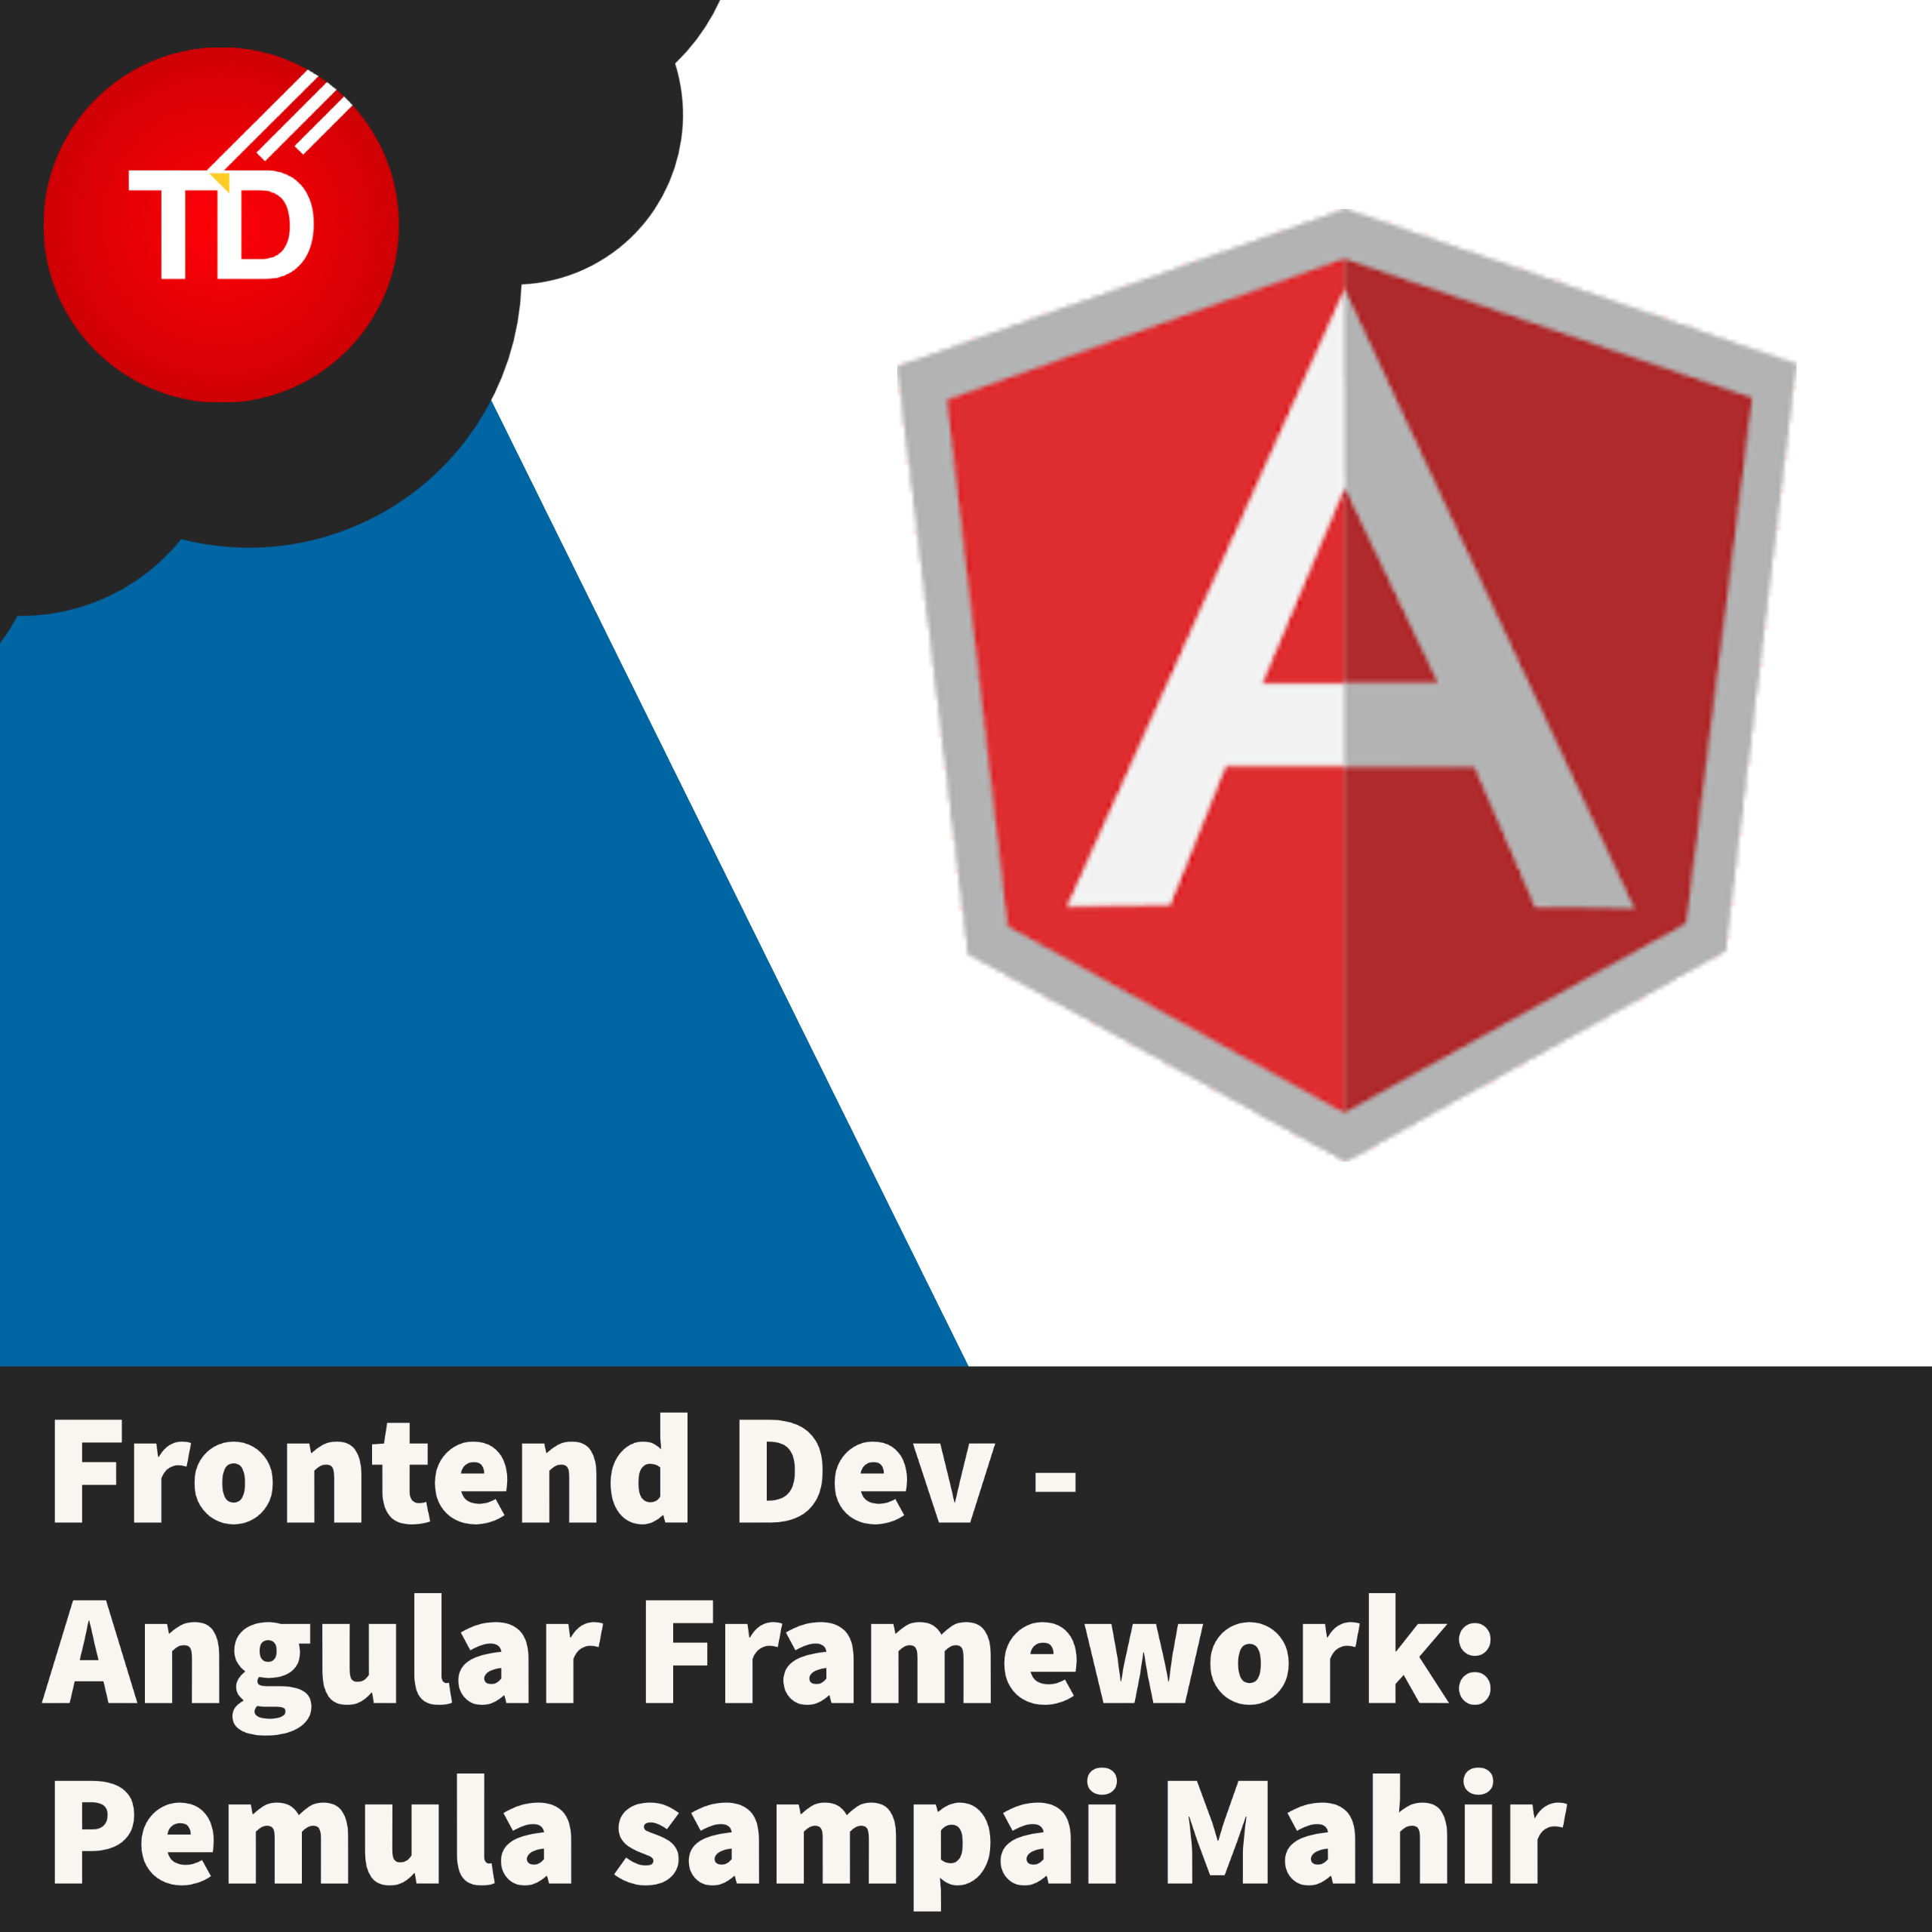 TD
A
Frontend Dev -
Angular Framework:
Pemula sampai Mahir